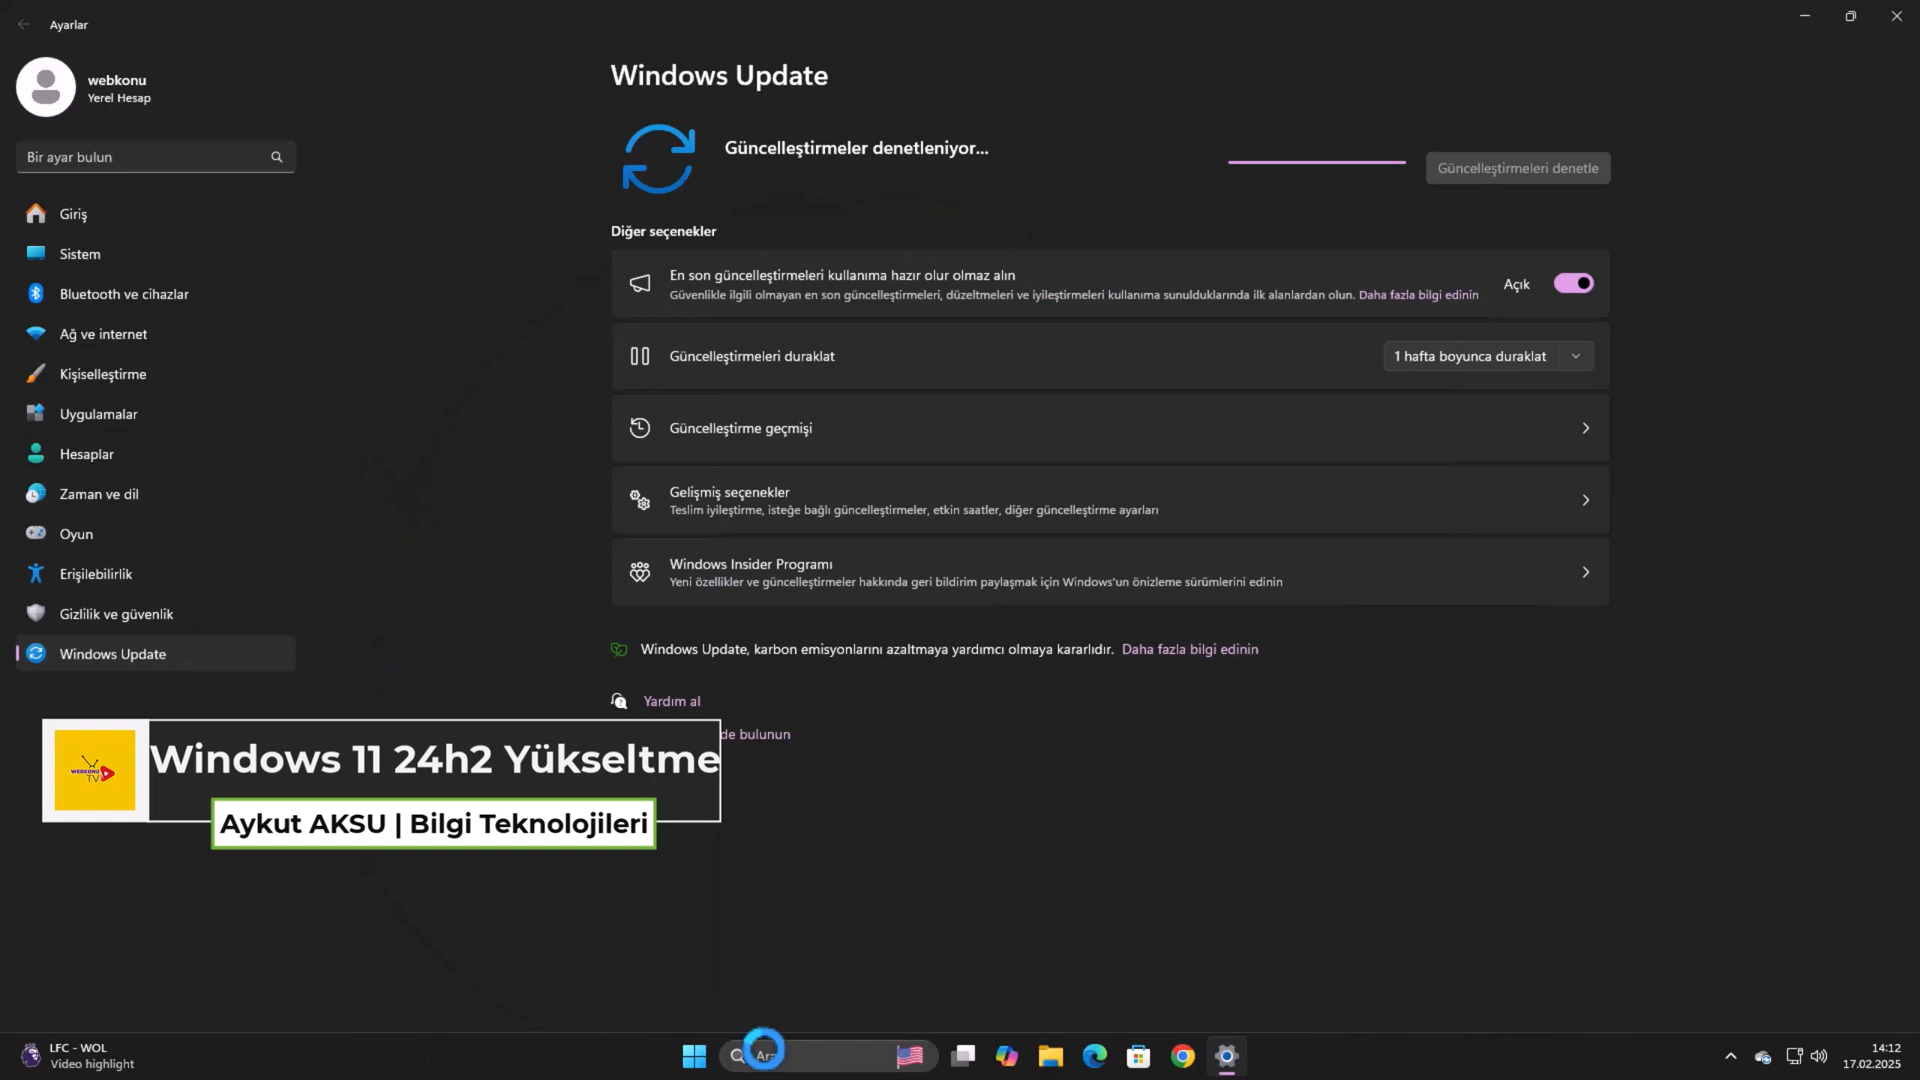 Ayarlar
webkonu
Yerel Hesap
Bir ayar bulun
Giriş
Sistem
Bluetooth ve cihazlar
Ağ ve internet
Kişiselleştirme
Uygulamalar
Hesaplar
Zaman ve dil
Oyun
Erişilebilirlik
Gizlilik ve güvenlik
Windows Update
Windows Update
Güncelleştirmeler denetleniyor...
Güncelleştirmeleri denetle
Diğer seçenekler
En son güncelleştirmeleri kullanıma hazır olur olmaz alın
Güvenlikle ilgili olmayan en son güncelleştirmeleri, düzeltmeleri ve iyileştirmeleri kullanıma sunulduklarında ilk alanlardan olun. Daha fazla bilgi edinin
Açık
Güncelleştirmeleri duraklat
1 hafta boyunca duraklat
Güncelleştirme geçmişi
Gelişmiş seçenekler
Teslim iyileştirme, isteğe bağlı güncelleştirmeler, etkin saatler, diğer güncelleştirme ayarları
Windows Insider Programı
Yeni özellikler ve güncelleştirmeler hakkında geri bildirim paylaşmak için Windows'un önizleme sürümlerini edinin
Windows Update, karbon emisyonlarını azaltmaya yardımcı olmaya kararlıdır. Daha fazla bilgi edinin
Yardım al
de bulunun
WEBKONU
TV
Windows 11 24h2 Yükseltme
Aykut AKSU | Bilgi Teknolojileri
LFC - WOL
Video highlight
14:12
17.02.2025